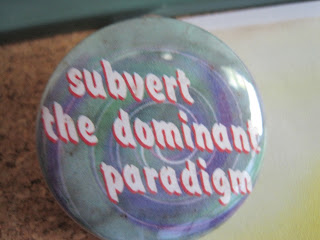 subvert
the dominant
paradigm